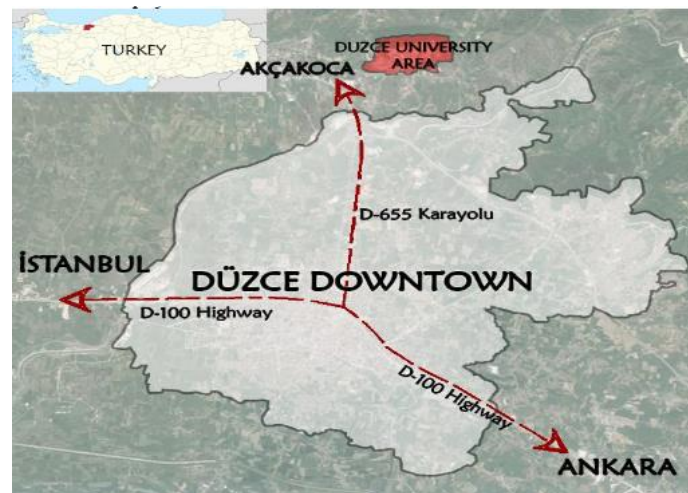 TURKEY
DUZCE UNIVERSITY
AREA
AKÇAKOCA
D-655 Karayolu
İSTANBUL
DÜZCE DOWNTOWN
D-100 Highway
D-100 Highway
ANKARA